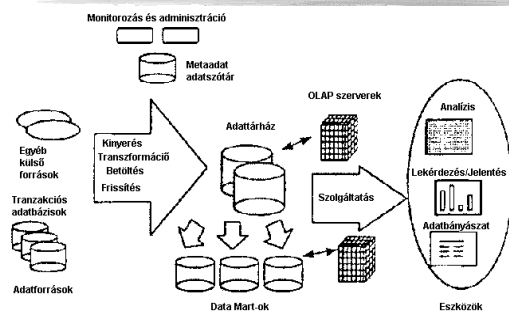 Monitorozás és adminisztráció
Metaadat
adatszótár
OLAP szerverek
Analízis
Adattárház
Egyéb
külső
források
Kinyerés
Transzformáció
Betöltés
Frissítés
Lekérdezés/Jelentés
Tranzakciós
adatbázisok
Szolgáltatás
Adatbányászat
Adatforrások
Data Mart-ok
Eszközök